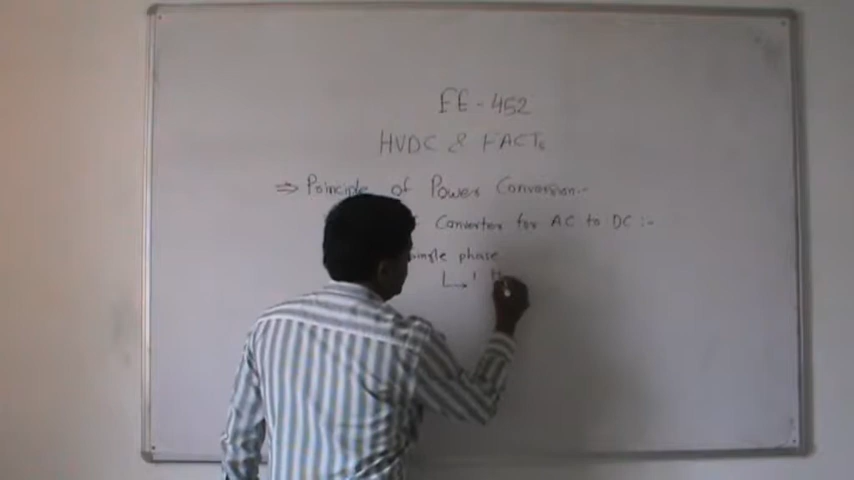 EE - 452
HVDC & FACTs
⇒ Principle of Power Conversion:-
Converter for AC to DC :-
single phase